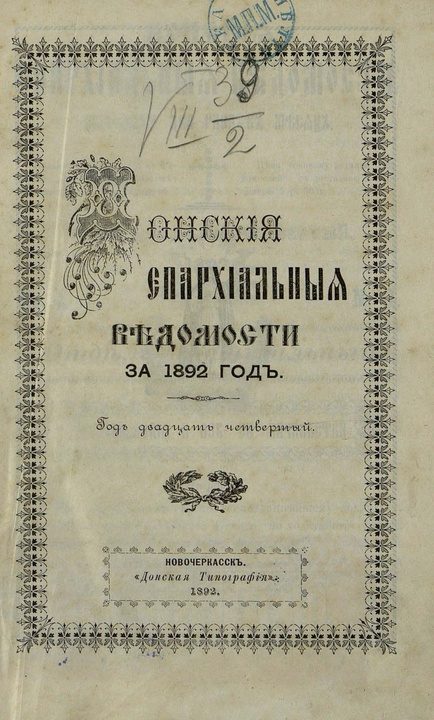 М.П.М.
VIII 39
2
ДОНСКІЯ
ЕПАРХІАЛЬНЫЯ
ВѢДОМОСТИ
ЗА 1892 ГОДЪ.
Годъ двадцать четвертый.
НОВОЧЕРКАССКЪ.
«Донская Типографія».
1892.